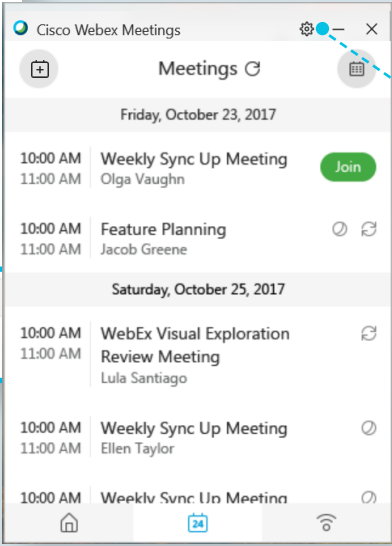 Cisco Webex Meetings
Meetings
Friday, October 23, 2017
10:00 AM Weekly Sync Up Meeting
11:00 AM Olga Vaughn
Join
10:00 AM Feature Planning
11:00 AM Jacob Greene
Saturday, October 25, 2017
10:00 AM WebEx Visual Exploration
11:00 AM Review Meeting
Lula Santiago
10:00 AM Weekly Sync Up Meeting
11:00 AM Ellen Taylor
10:00 AM Weekly Sync Up Meeting
24